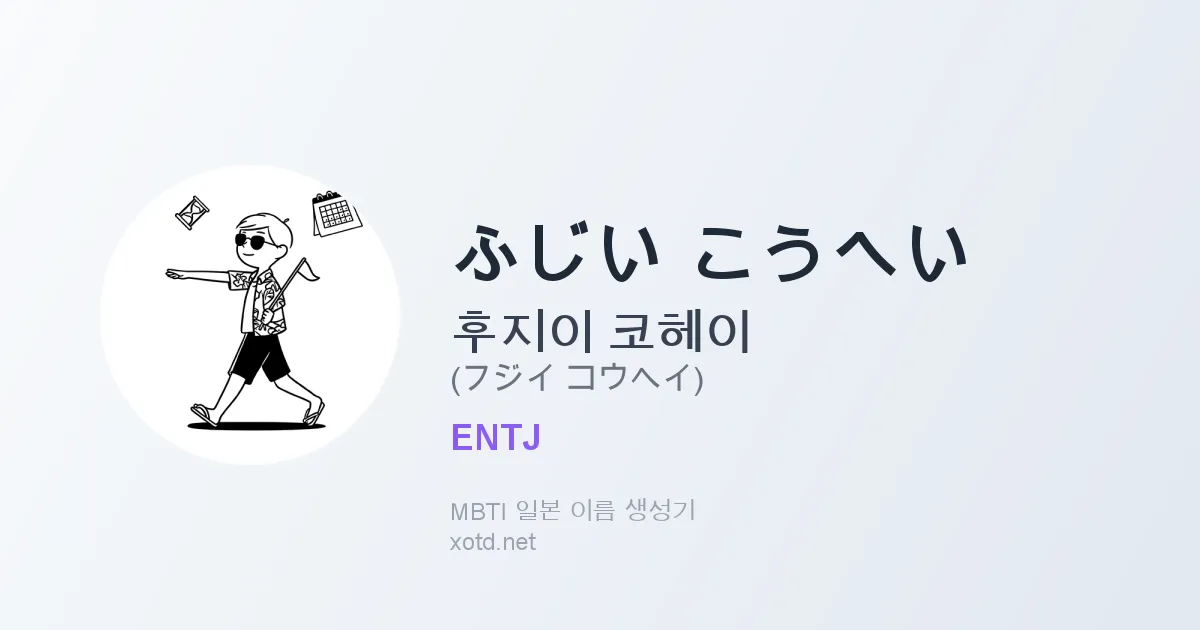 ふじい こうへい
후지이 코헤이
(フジイ コウヘイ)
ENTJ
MBTI 일본 이름 생성기
xotd.net